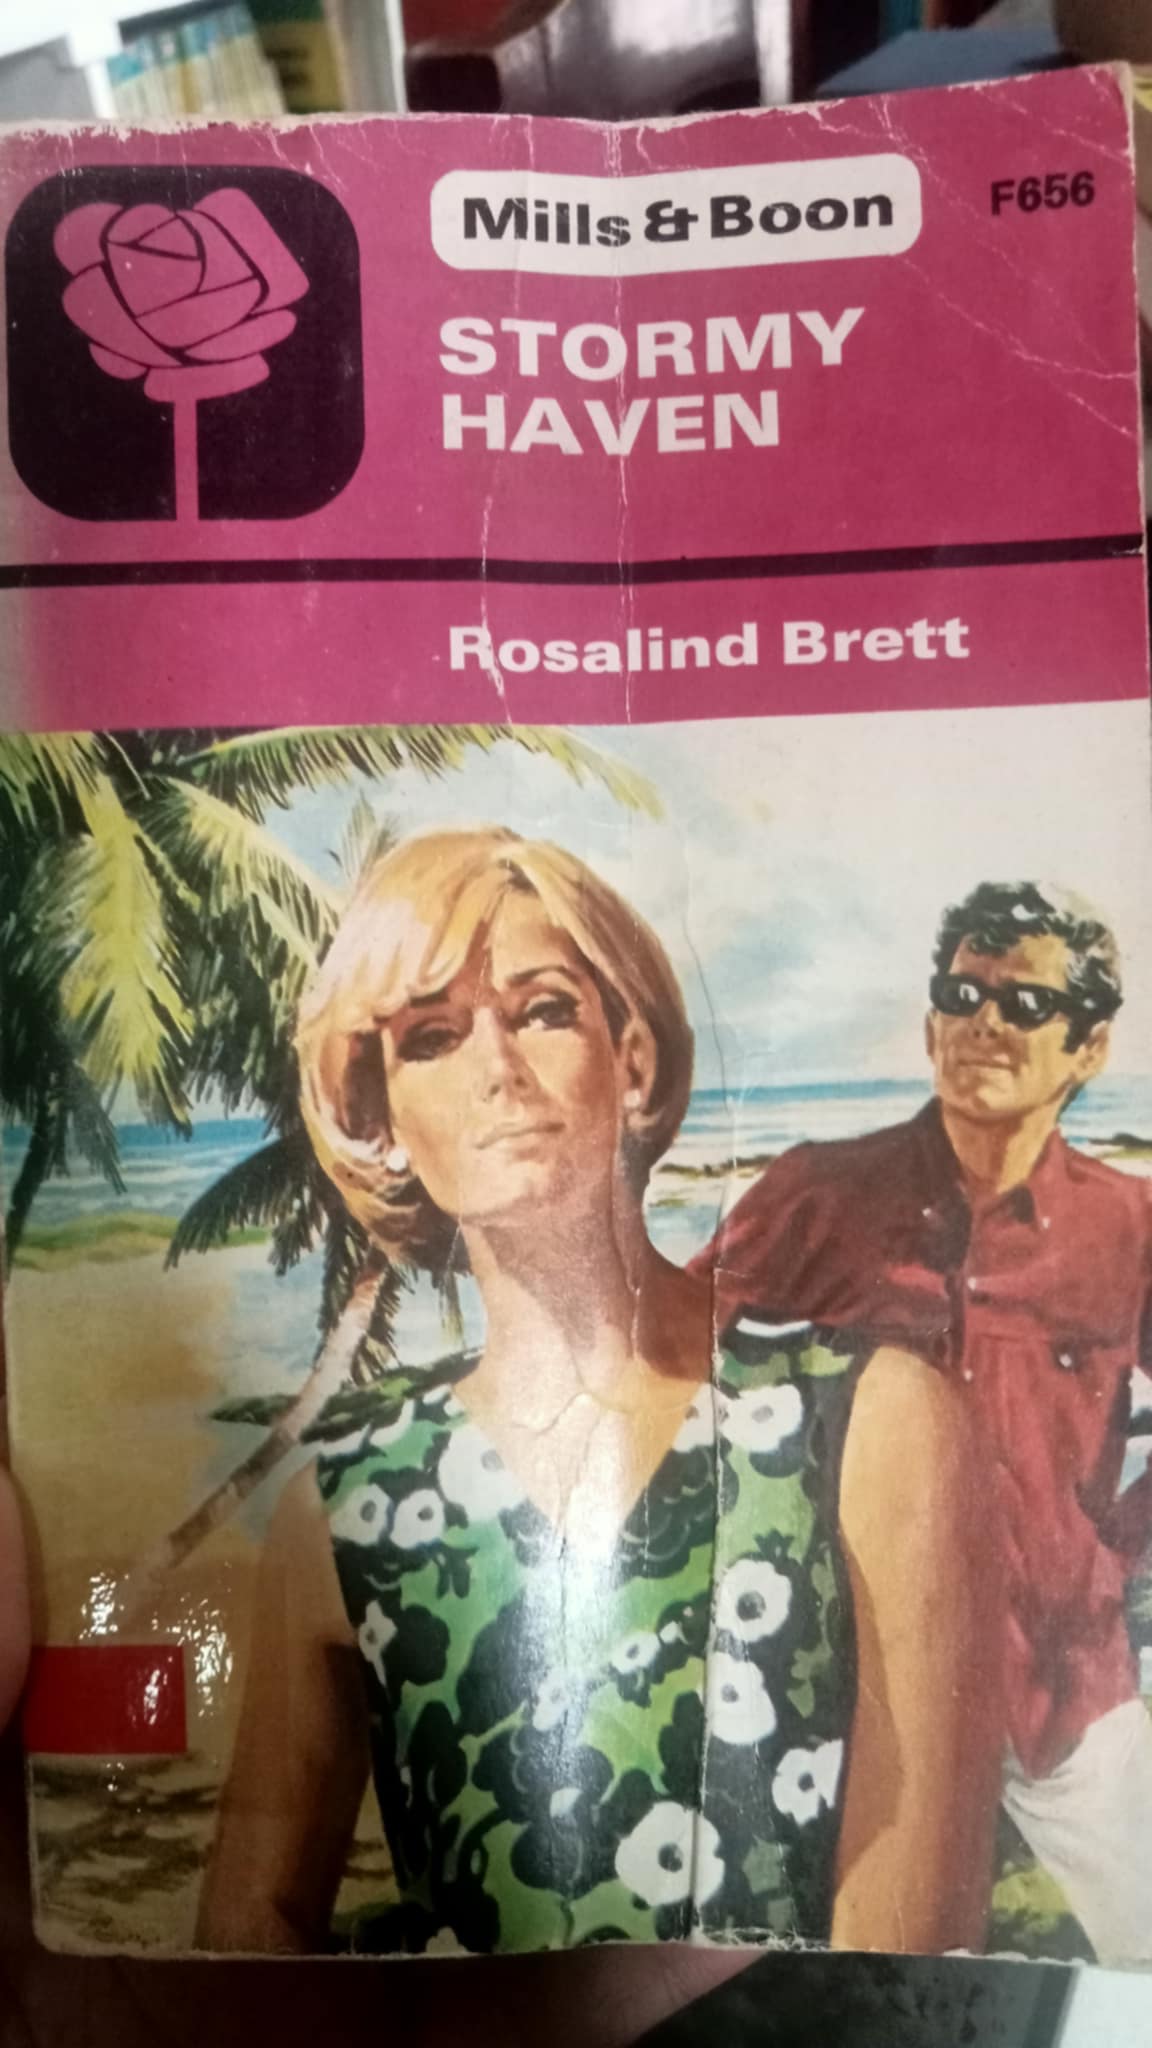 Mills & Boon
F656
STORMY
HAVEN
Rosalind Brett